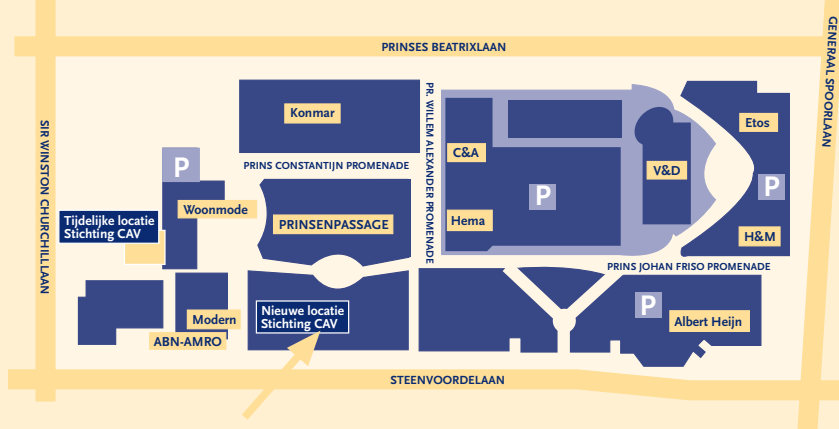 PRINSES BEATRIXLAAN
GENERAAL SPOORLAAN
SIR WINSTON CHURCHILLLAAN
PR. WILLEM ALEXANDER PROMENADE
Konmar
Etos
C&A
P
PRINS CONSTANTIJN PROMENADE
V&D
P
P
Woonmode
Tijdelijke locatie
Stichting CAV
PRINSENPASSAGE
Hema
H&M
PRINS JOHAN FRISO PROMENADE
P
Nieuwe locatie
Stichting CAV
Modern
Albert Heijn
ABN-AMRO
STEENVOORDELAAN